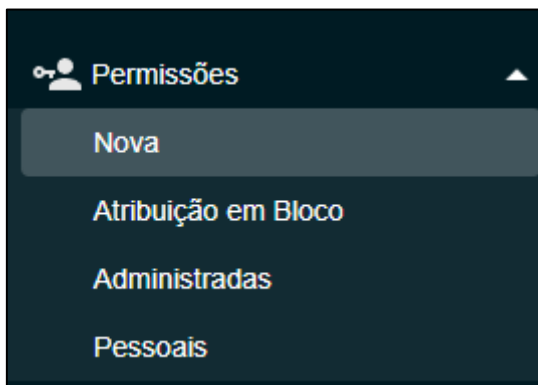 Permissões
Nova
Atribuição em Bloco
Administradas
Pessoais